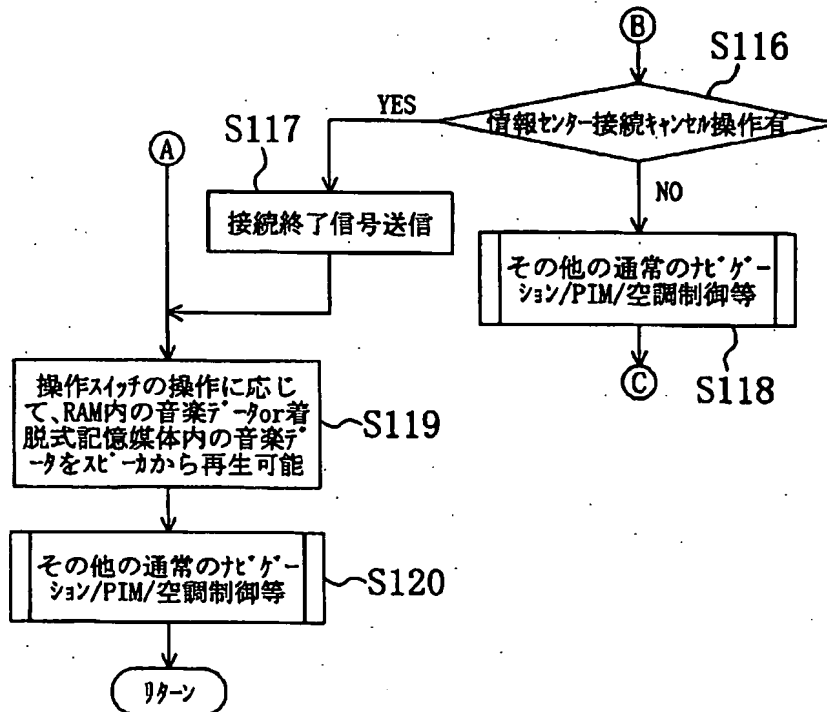 B
S116
情報センター接続キャンセル操作有
YES
NO
S117
A
接続終了信号送信
その他の通常のナビゲー
ション/PIM/空調制御等
S118
C
操作スイッチの操作に応じ
て、RAM内の音楽データor着
脱式記憶媒体内の音楽デ
ータをスピーカから再生可能
S119
その他の通常のナビゲー
ション/PIM/空調制御等
S120
リターン